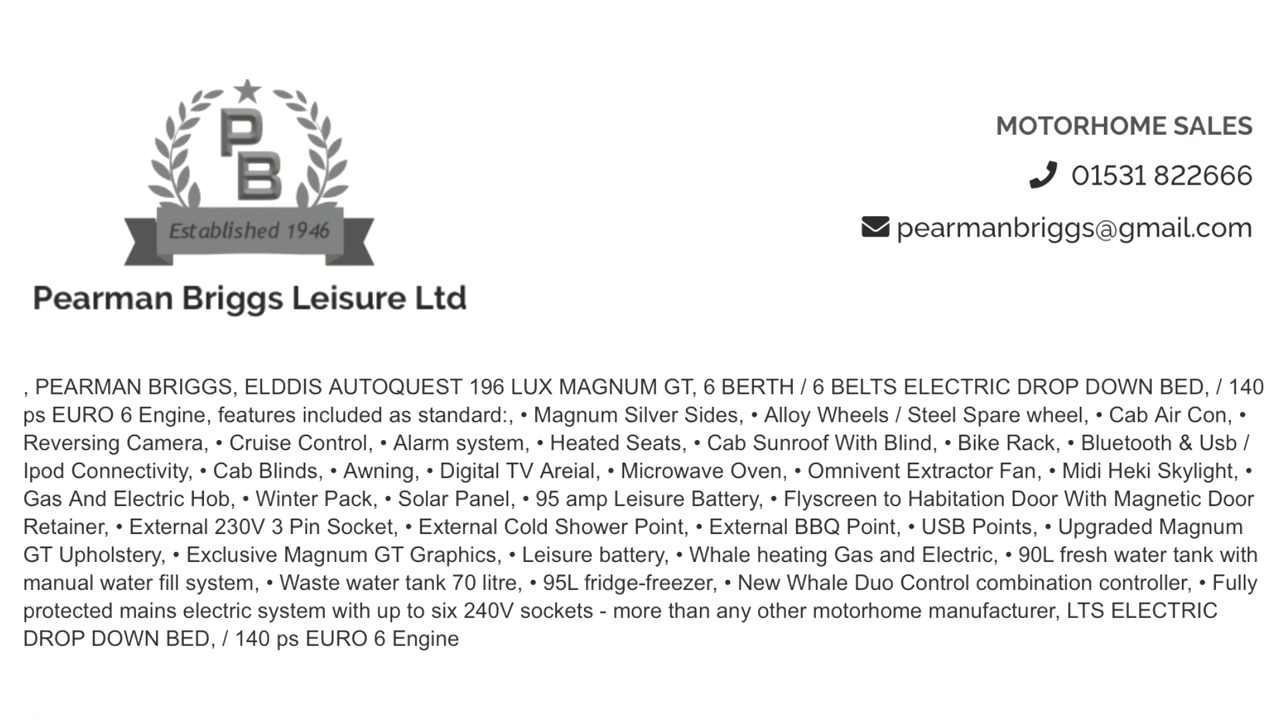 P
B
Established 1946
Pearman Briggs Leisure Ltd
MOTORHOME SALES
01531 822666
pearmanbriggs@gmail.com
, PEARMAN BRIGGS, ELDDIS AUTOQUEST 196 LUX MAGNUM GT, 6 BERTH / 6 BELTS ELECTRIC DROP DOWN BED, / 140
ps EURO 6 Engine, features included as standard:, • Magnum Silver Sides, • Alloy Wheels / Steel Spare wheel, • Cab Air Con, •
Reversing Camera, • Cruise Control, • Alarm system, • Heated Seats, • Cab Sunroof With Blind, • Bike Rack, • Bluetooth & Usb /
Ipod Connectivity, • Cab Blinds, • Awning, • Digital TV Areial, • Microwave Oven, • Omnivent Extractor Fan, • Midi Heki Skylight, •
Gas And Electric Hob, • Winter Pack, • Solar Panel, • 95 amp Leisure Battery, • Flyscreen to Habitation Door With Magnetic Door
Retainer, • External 230V 3 Pin Socket, • External Cold Shower Point, • External BBQ Point, • USB Points, • Upgraded Magnum
GT Upholstery, • Exclusive Magnum GT Graphics, • Leisure battery, • Whale heating Gas and Electric, • 90L fresh water tank with
manual water fill system, • Waste water tank 70 litre, • 95L fridge-freezer, • New Whale Duo Control combination controller, • Fully
protected mains electric system with up to six 240V sockets - more than any other motorhome manufacturer, LTS ELECTRIC
DROP DOWN BED, / 140 ps EURO 6 Engine